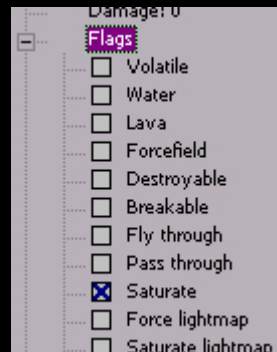 Damage: 0
Flags
Volatile
Water
Lava
Forcefield
Destroyable
Breakable
Fly through
Pass through
Saturate
Force lightmap
Saturate lightmap